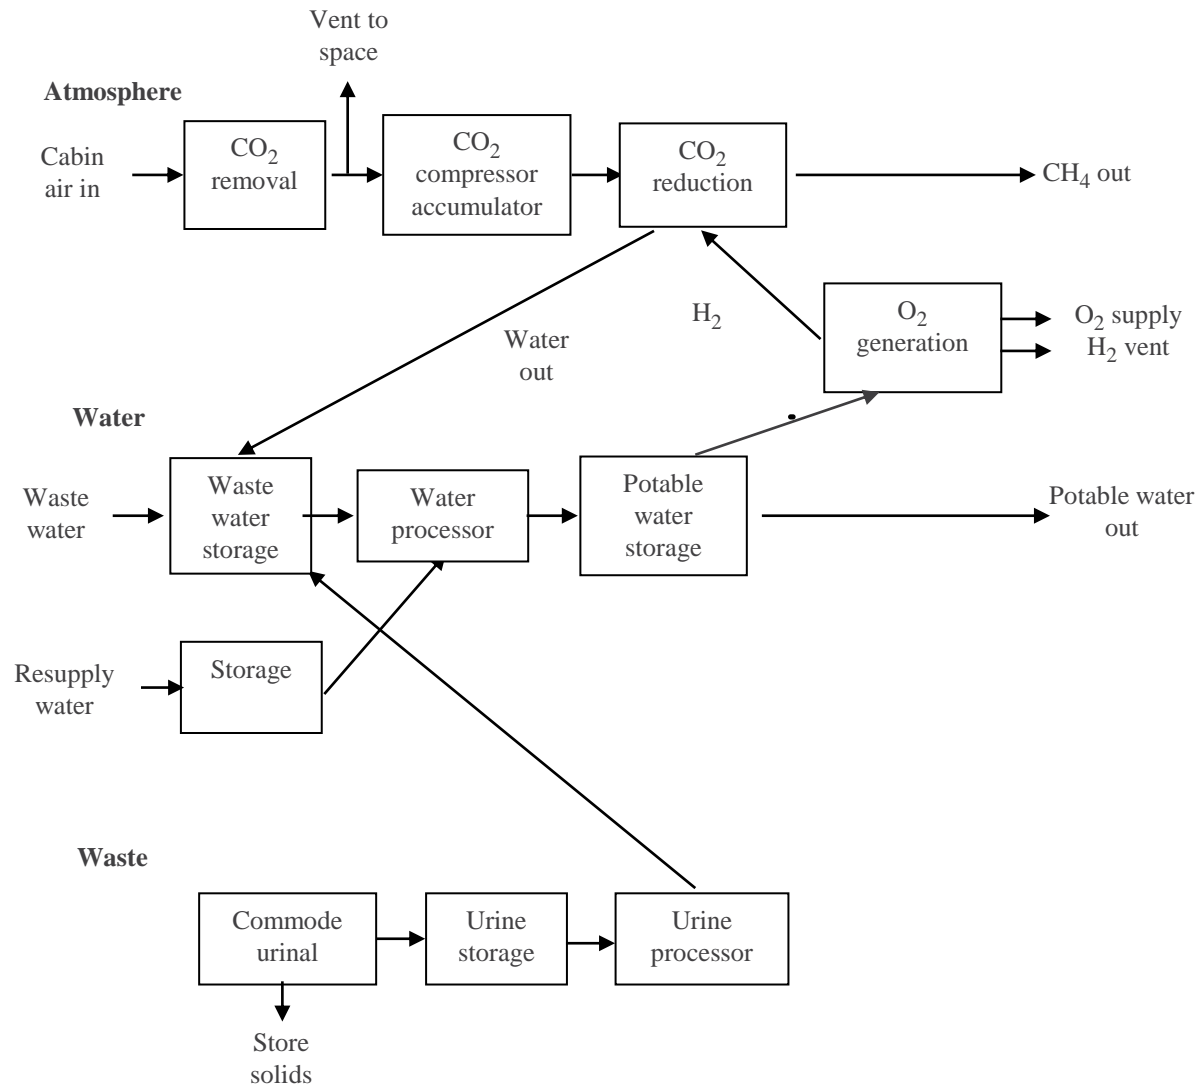 Vent to
space
Atmosphere
Cabin
air in
CO₂
removal
CO₂
compressor
accumulator
CO₂
reduction
CH₄ out
H₂
O₂
generation
O₂ supply
H₂ vent
Water
out
Water
Waste
water
Waste
water
storage
Water
processor
Potable
water
storage
Potable water
out
Resupply
water
Storage
Waste
Commode
urinal
Urine
storage
Urine
processor
Store
solids